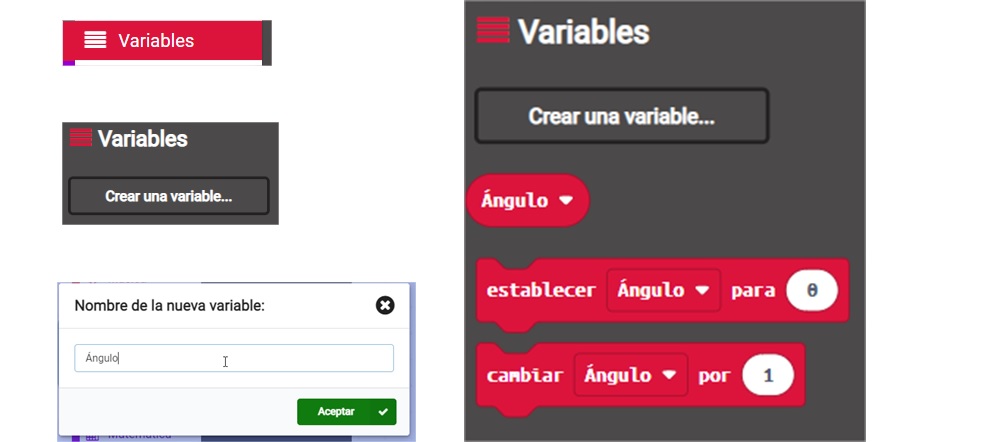 Variables
Variables
Crear una variable...
Nombre de la nueva variable:
Ángulo
Aceptar
Matemática
Variables
Crear una variable...
Ángulo
establecer Ángulo para 0
cambiar Ángulo por 1